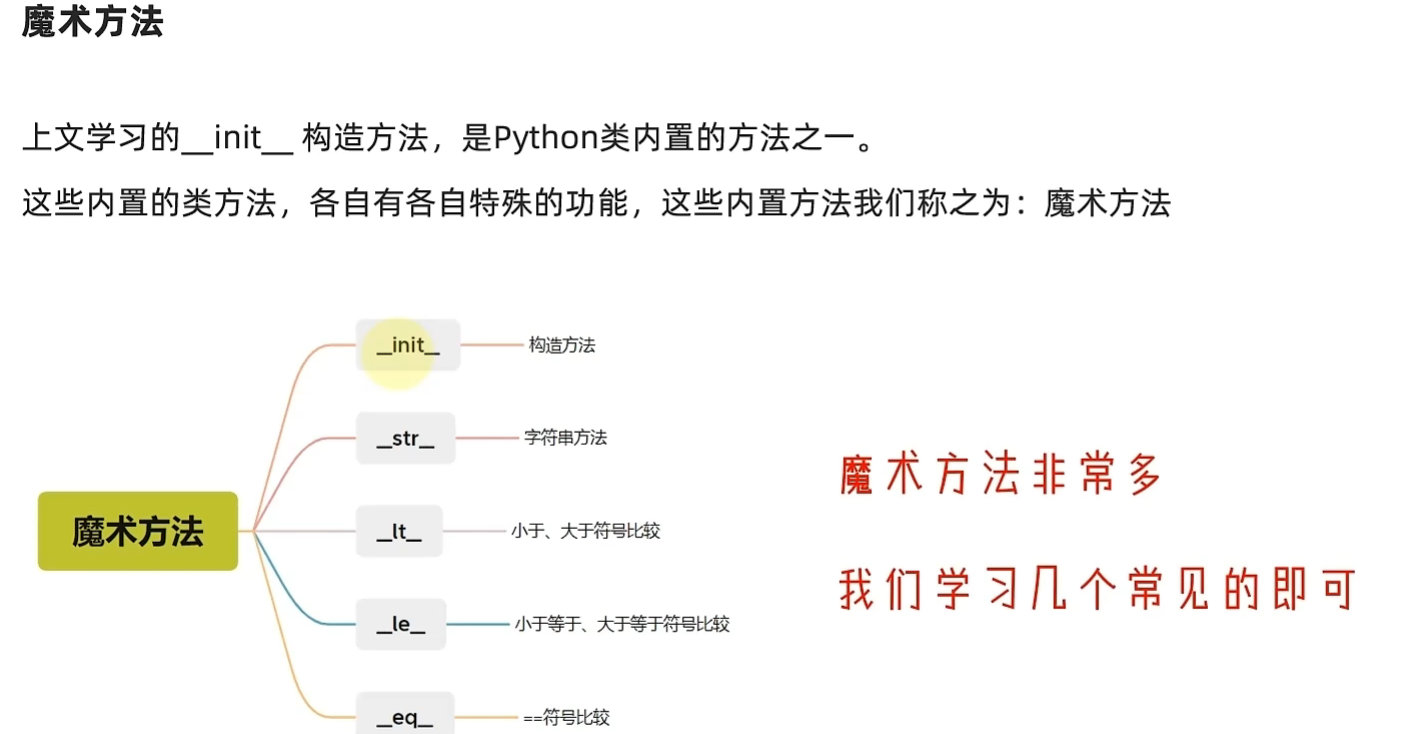 魔术方法
上文学习的__init__ 构造方法，是Python类内置的方法之一。
这些内置的类方法，各自有各自特殊的功能，这些内置方法我们称之为：魔术方法
__init__ 构造方法
__str__ 字符串方法
魔术方法非常多
魔术方法
__lt__ 小于、大于符号比较
我们学习几个常见的即可
__le__ 小于等于、大于等于符号比较
__eq__ ==符号比较